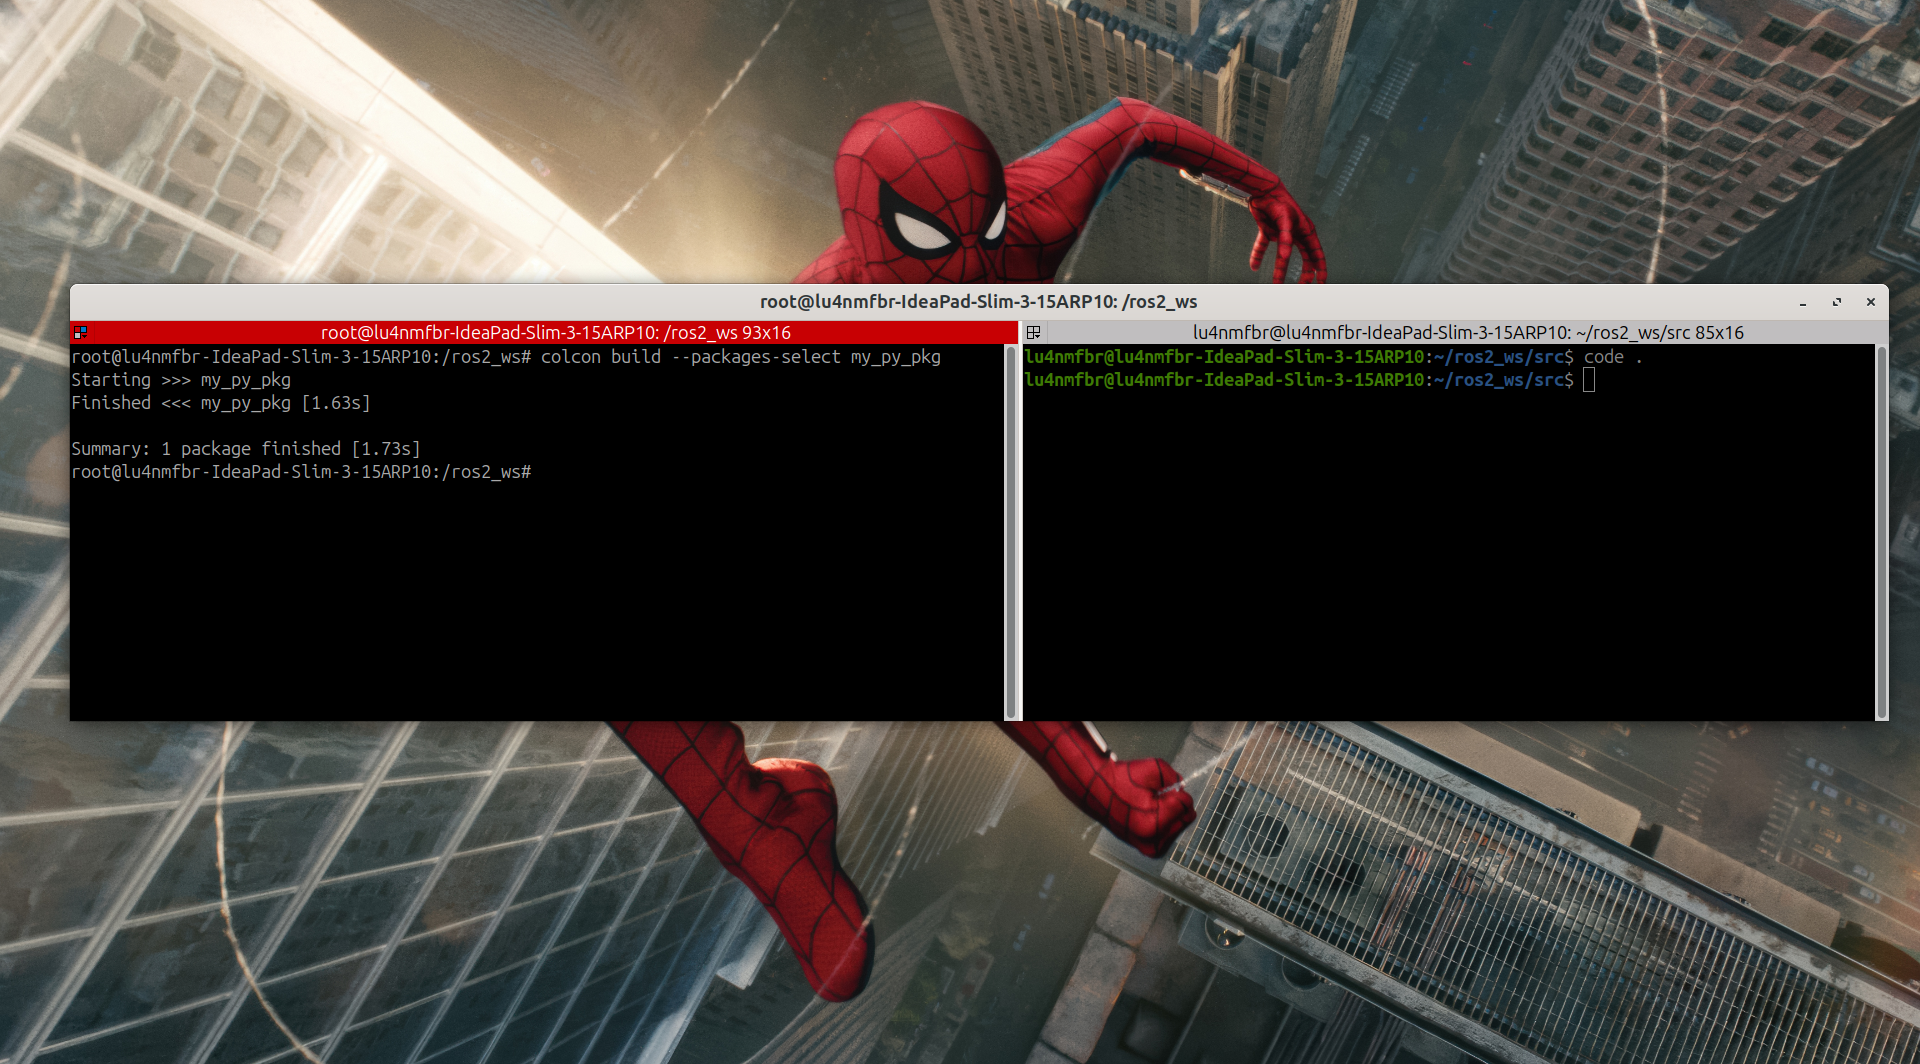 root@lu4nmfbr-IdeaPad-Slim-3-15ARP10: /ros2_ws
root@lu4nmfbr-IdeaPad-Slim-3-15ARP10: /ros2_ws 93x16
root@lu4nmfbr-IdeaPad-Slim-3-15ARP10:/ros2_ws# colcon build --packages-select my_py_pkg
Starting >>> my_py_pkg
Finished <<< my_py_pkg [1.63s]
Summary: 1 package finished [1.73s]
root@lu4nmfbr-IdeaPad-Slim-3-15ARP10:/ros2_ws#
lu4nmfbr@lu4nmfbr-IdeaPad-Slim-3-15ARP10: ~/ros2_ws/src 85x16
lu4nmfbr@lu4nmfbr-IdeaPad-Slim-3-15ARP10:~/ros2_ws/src$ code .
lu4nmfbr@lu4nmfbr-IdeaPad-Slim-3-15ARP10:~/ros2_ws/src$